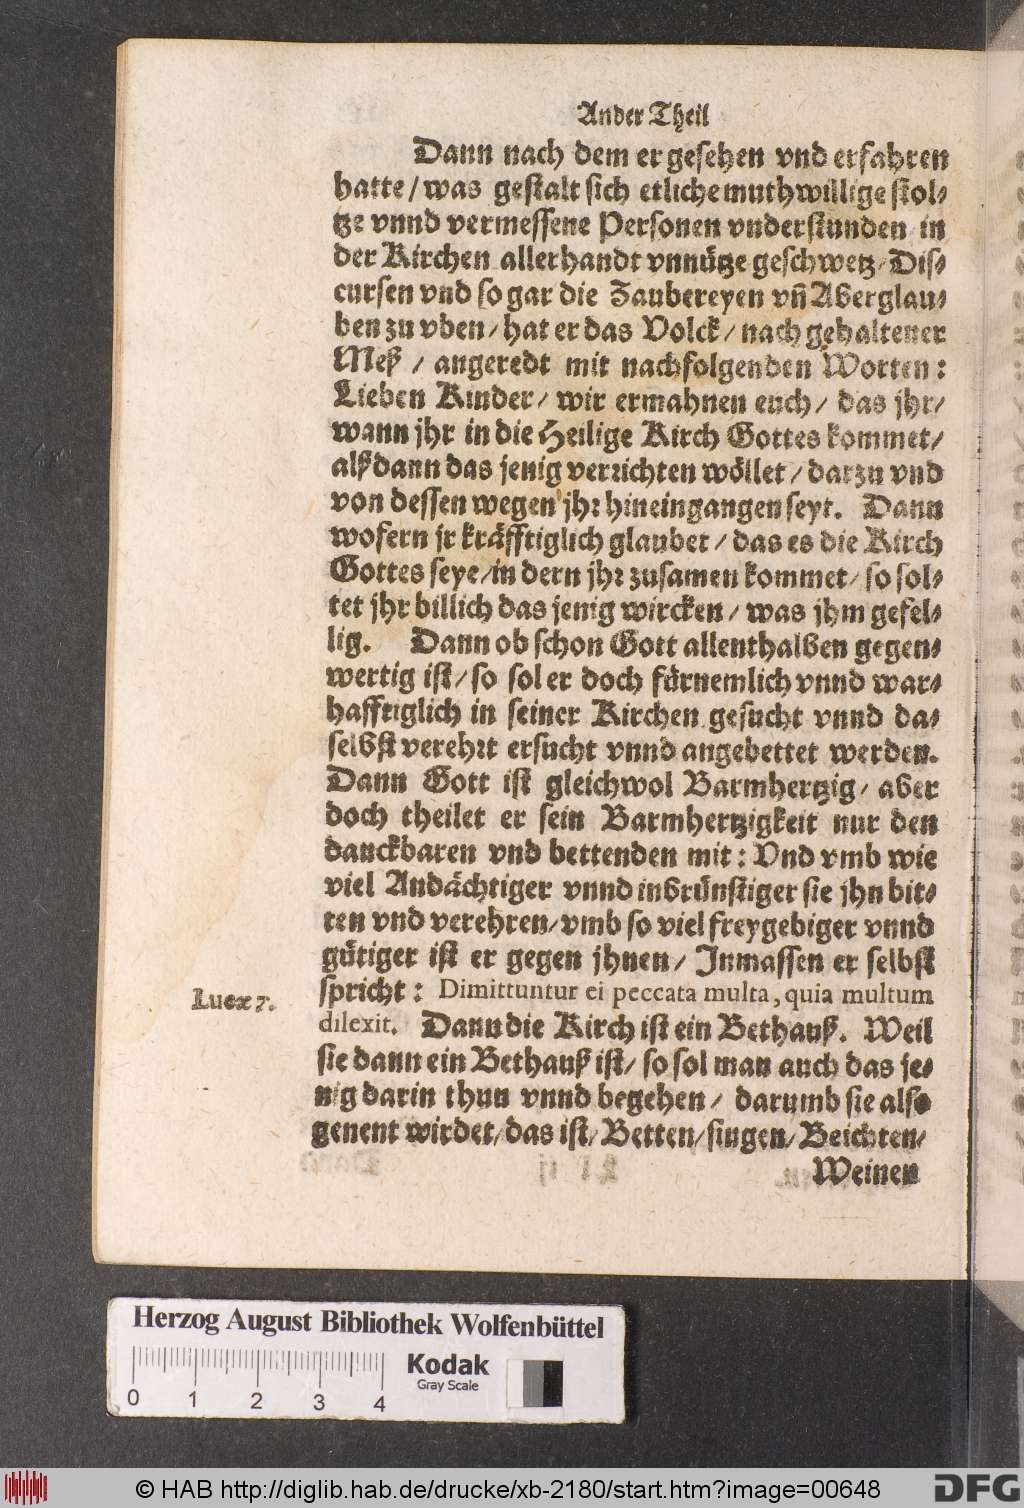 Ander Theil
Dann nach dem er gesehen vnd erfahren
hatte/ was gestalt sich etliche muthwillige stol⸗
tze vnnd vermessene Personen vnderstunden in
der Kirchen allerhandt vnnütze geschwetz/ Dis⸗
cursen vnd so gar die Zaubereyen vñ Aberglau⸗
ben zu vben/ hat er das Volck/ nach gehaltener
Meß / angeredt mit nachfolgenden Worten:
Lieben Kinder/ wir ermahnen euch/ das jhr/
wann jhr in die Heilige Kirch Gottes kommet/
alßdann das jenig verrichten wöllet/ darzu vnd
von dessen wegen jhr hineingangen seyt. Dann
wofern jr kräfftiglich glaubet/ das es die Kirch
Gottes seye/ in dern jhr zusamen kommet/ so sol⸗
tet jhr billich das jenig wircken/ was jhm gefel⸗
lig. Dann ob schon Gott allenthalben gegen⸗
wertig ist/ so sol er doch fürnemlich vnnd war⸗
hafftiglich in seiner Kirchen gesucht vnnd da⸗
selbst verehrt ersucht vnnd angebettet werden.
Dann Gott ist gleichwol Barmhertzig/ aber
doch theilet er sein Barmhertzigkeit nur den
danckbaren vnd bettenden mit: Vnd vmb wie
viel Andächtiger vnnd inbrünstiger sie jhn bit⸗
ten vnd verehren/ vmb so viel freygebiger vnnd
gütiger ist er gegen jhnen/ Inmassen er selbst
Lucæ 7. spricht: Dimittuntur ei peccata multa, quia multum
dilexit. Dann die Kirch ist ein Bethauß. Weil
sie dann ein Bethauß ist/ so sol man auch das je⸗
nig darin thun vnnd begehen/ darumb sie also
genent wirdet/ das ist/ Betten/ singen/ Beichten/
Weinen
Herzog August Bibliothek Wolfenbüttel
Kodak
Gray Scale
0 1 2 3 4
© HAB http://diglib.hab.de/drucke/xb-2180/start.htm?image=00648
DFG